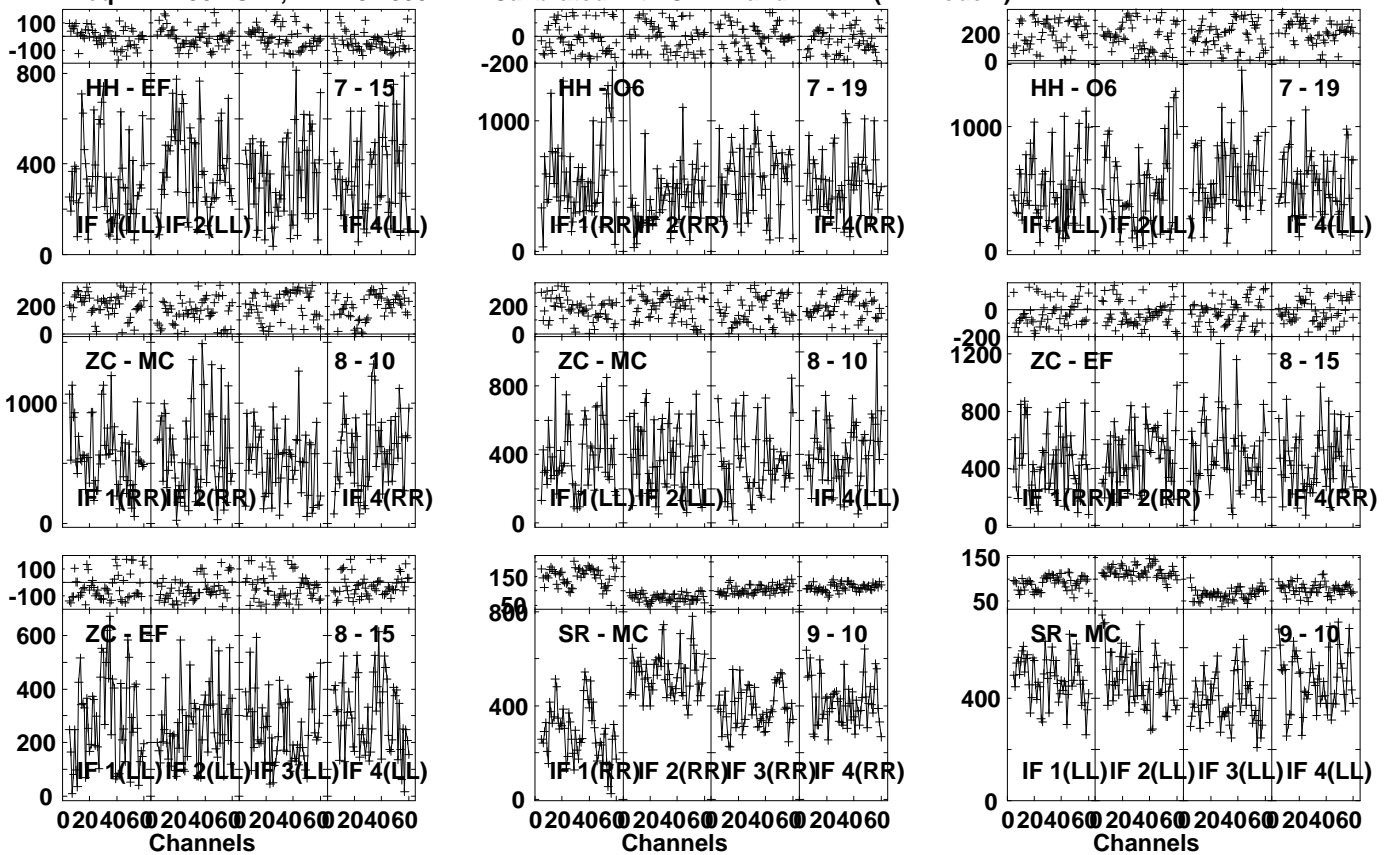 100
-100
800
400
0
HH - EF
7 - 15
IF 1(LL)
IF 2(LL)
IF 4(LL)
0
-200
1000
0
HH - O6
7 - 19
IF 1(RR)
IF 2(RR)
IF 4(RR)
200
0
1000
0
HH - O6
7 - 19
IF 1(LL)
IF 2(LL)
IF 4(LL)
200
0
1000
0
ZC - MC
8 - 10
IF 1(RR)
IF 2(RR)
IF 4(RR)
200
0
800
400
0
ZC - MC
8 - 10
IF 1(LL)
IF 2(LL)
IF 4(LL)
0
-200
1200
800
400
0
ZC - EF
8 - 15
IF 1(RR)
IF 2(RR)
IF 4(RR)
100
-100
600
400
200
0
ZC - EF
8 - 15
IF 1(LL)
IF 2(LL)
IF 3(LL)
IF 4(LL)
0 20 40 60 0 20 40 60 0 20 40 60 0 20 40 60
Channels
150
50
800
400
0
SR - MC
9 - 10
IF 1(RR)
IF 2(RR)
IF 3(RR)
IF 4(RR)
0 20 40 60 0 20 40 60 0 20 40 60 0 20 40 60
Channels
150
50
400
0
SR - MC
9 - 10
IF 1(LL)
IF 2(LL)
IF 3(LL)
IF 4(LL)
0 20 40 60 0 20 40 60 0 20 40 60 0 20 40 60
Channels